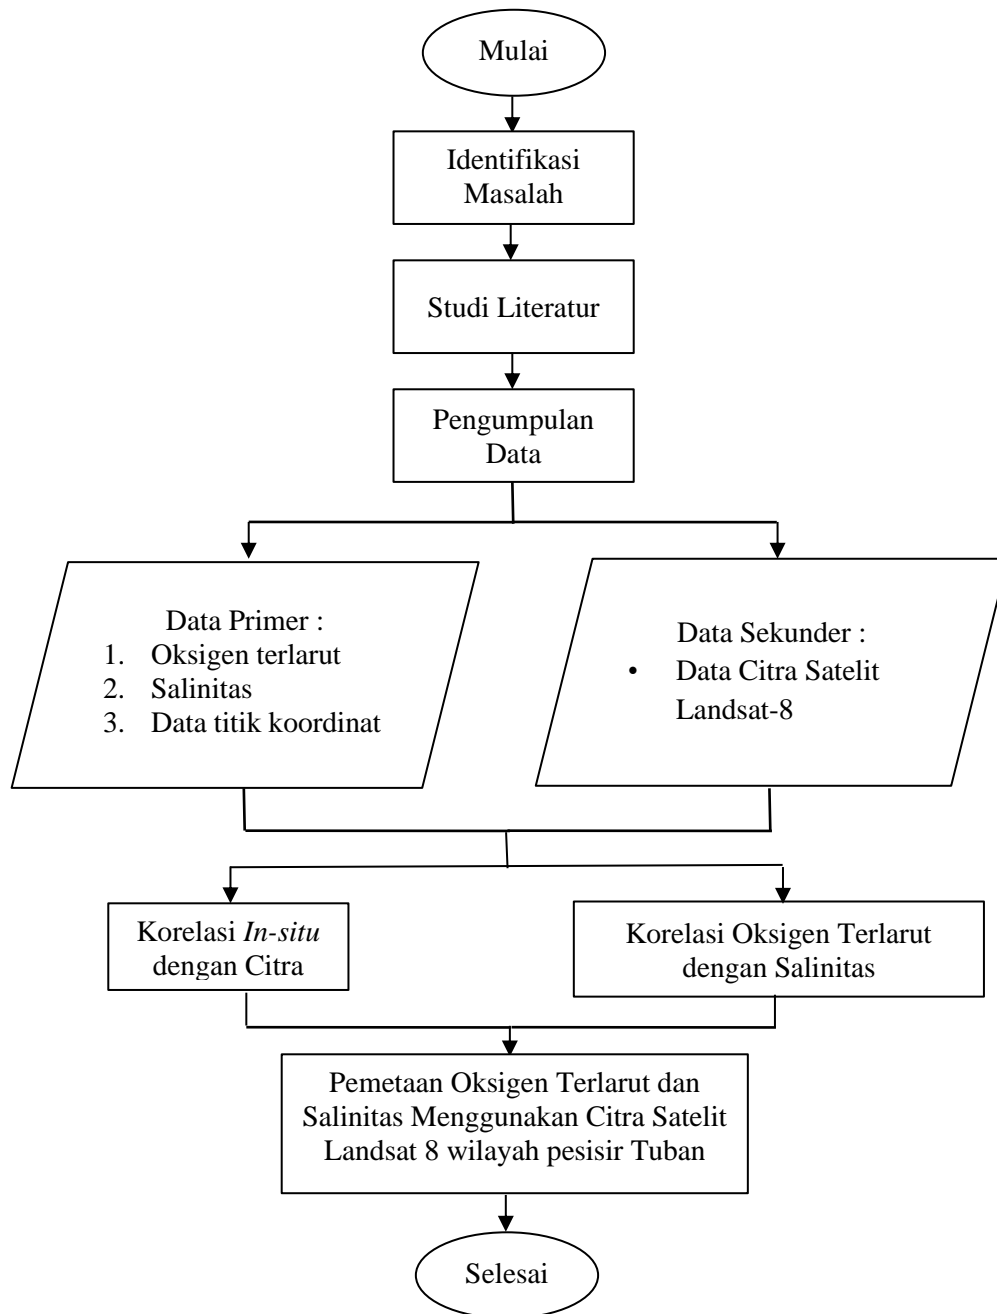 Mulai
Identifikasi
Masalah
Studi Literatur
Pengumpulan
Data
Data Primer :
1. Oksigen terlarut
2. Salinitas
3. Data titik koordinat
Data Sekunder :
• Data Citra Satelit
Landsat-8
Korelasi In-situ
dengan Citra
Korelasi Oksigen Terlarut
dengan Salinitas
Pemetaan Oksigen Terlarut dan
Salinitas Menggunakan Citra Satelit
Landsat 8 wilayah pesisir Tuban
Selesai